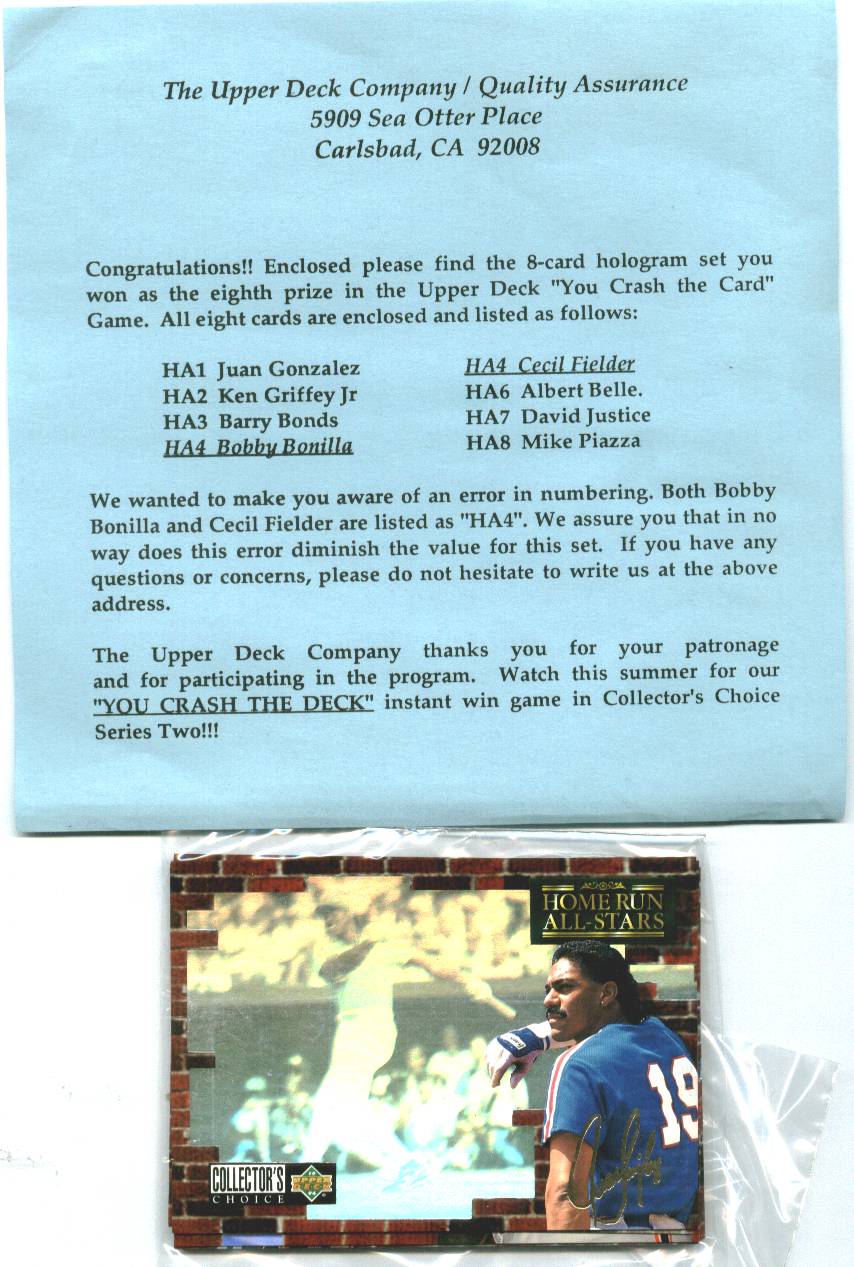 The Upper Deck Company / Quality Assurance
5909 Sea Otter Place
Carlsbad, CA 92008
Congratulations!! Enclosed please find the 8-card hologram set you
won as the eighth prize in the Upper Deck "You Crash the Card"
Game. All eight cards are enclosed and listed as follows:
HA1 Juan Gonzalez
HA2 Ken Griffey Jr
HA3 Barry Bonds
HA4 Bobby Bonilla
HA4 Cecil Fielder
HA6 Albert Belle.
HA7 David Justice
HA8 Mike Piazza
We wanted to make you aware of an error in numbering. Both Bobby
Bonilla and Cecil Fielder are listed as "HA4". We assure you that in no
way does this error diminish the value for this set. If you have any
questions or concerns, please do not hesitate to write us at the above
address.
The Upper Deck Company thanks you for your patronage
and for participating in the program. Watch this summer for our
"YOU CRASH THE DECK" instant win game in Collector's Choice
Series Two!!!
HOME RUN
ALL-STARS
19
COLLECTOR'S
CHOICE
UPPER
DECK